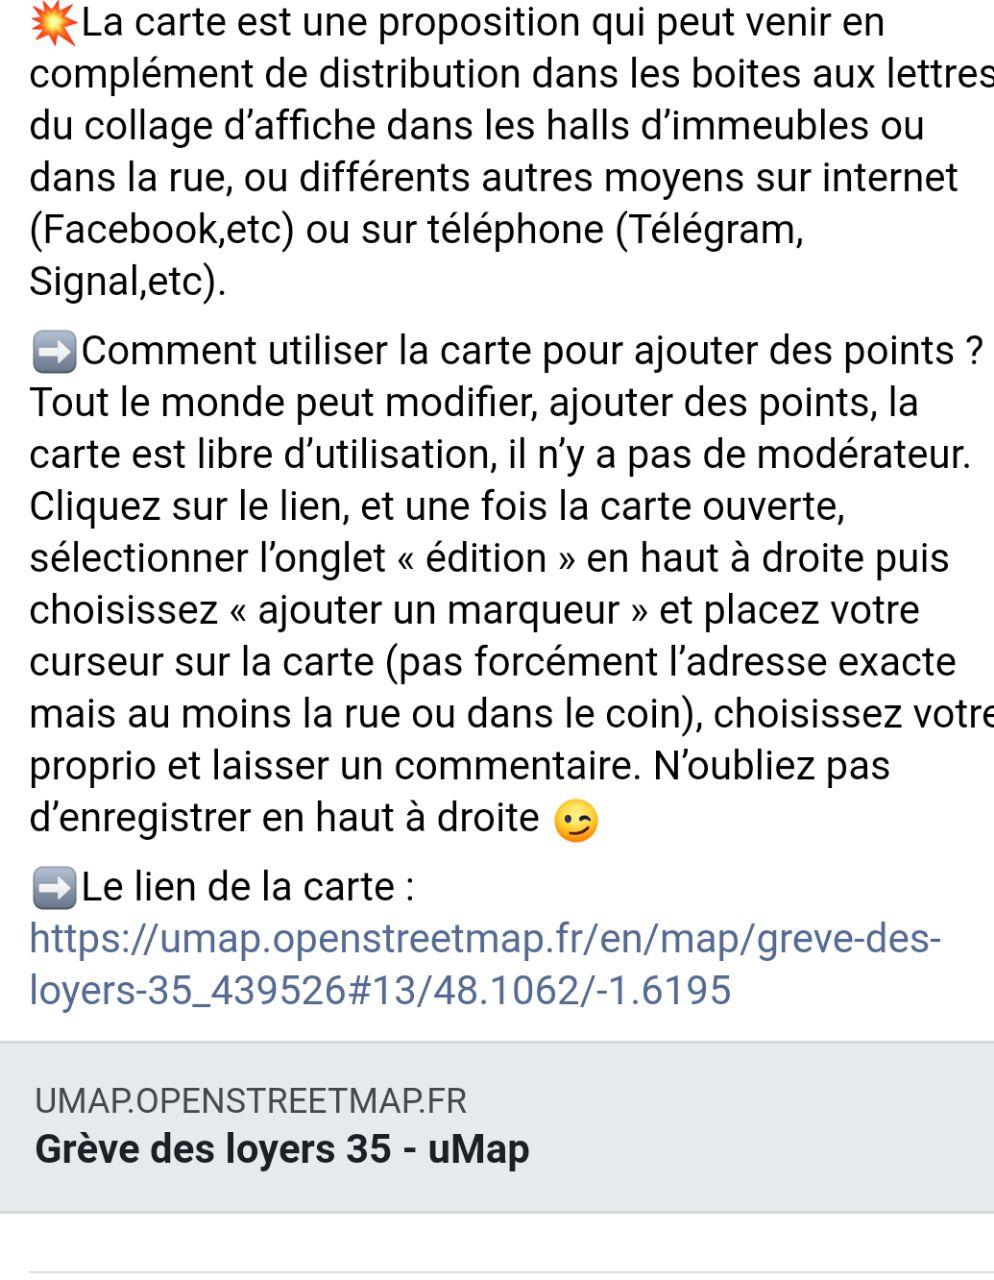 💥La carte est une proposition qui peut venir en
complément de distribution dans les boites aux lettres
du collage d’affiche dans les halls d’immeubles ou
dans la rue, ou différents autres moyens sur internet
(Facebook,etc) ou sur téléphone (Télégram,
Signal,etc).
➡️Comment utiliser la carte pour ajouter des points ?
Tout le monde peut modifier, ajouter des points, la
carte est libre d’utilisation, il n’y a pas de modérateur.
Cliquez sur le lien, et une fois la carte ouverte,
sélectionner l’onglet « édition » en haut à droite puis
choisissez « ajouter un marqueur » et placez votre
curseur sur la carte (pas forcément l’adresse exacte
mais au moins la rue ou dans le coin), choisissez votre
proprio et laisser un commentaire. N’oubliez pas
d’enregistrer en haut à droite 😉
➡️Le lien de la carte :
https://umap.openstreetmap.fr/en/map/greve-des-
loyers-35_439526#13/48.1062/-1.6195
UMAP.OPENSTREETMAP.FR
Grève des loyers 35 - uMap